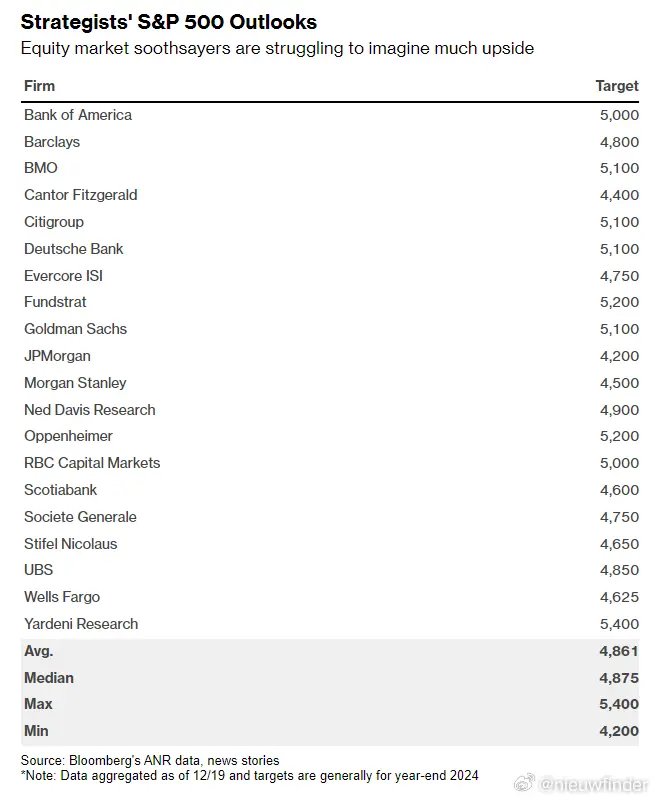 Strategists' S&P 500 Outlooks
Equity market soothsayers are struggling to imagine much upside
Firm Target
Bank of America 5,000
Barclays 4,800
BMO 5,100
Cantor Fitzgerald 4,400
Citigroup 5,100
Deutsche Bank 5,100
Evercore ISI 4,750
Fundstrat 5,200
Goldman Sachs 5,100
JPMorgan 4,200
Morgan Stanley 4,500
Ned Davis Research 4,900
Oppenheimer 5,200
RBC Capital Markets 5,000
Scotiabank 4,600
Societe Generale 4,750
Stifel Nicolaus 4,650
UBS 4,850
Wells Fargo 4,625
Yardeni Research 5,400
Avg. 4,861
Median 4,875
Max 5,400
Min 4,200
Source: Bloomberg's ANR data, news stories
*Note: Data aggregated as of 12/19 and targets are generally for year-end 2024
@nieuwfinder